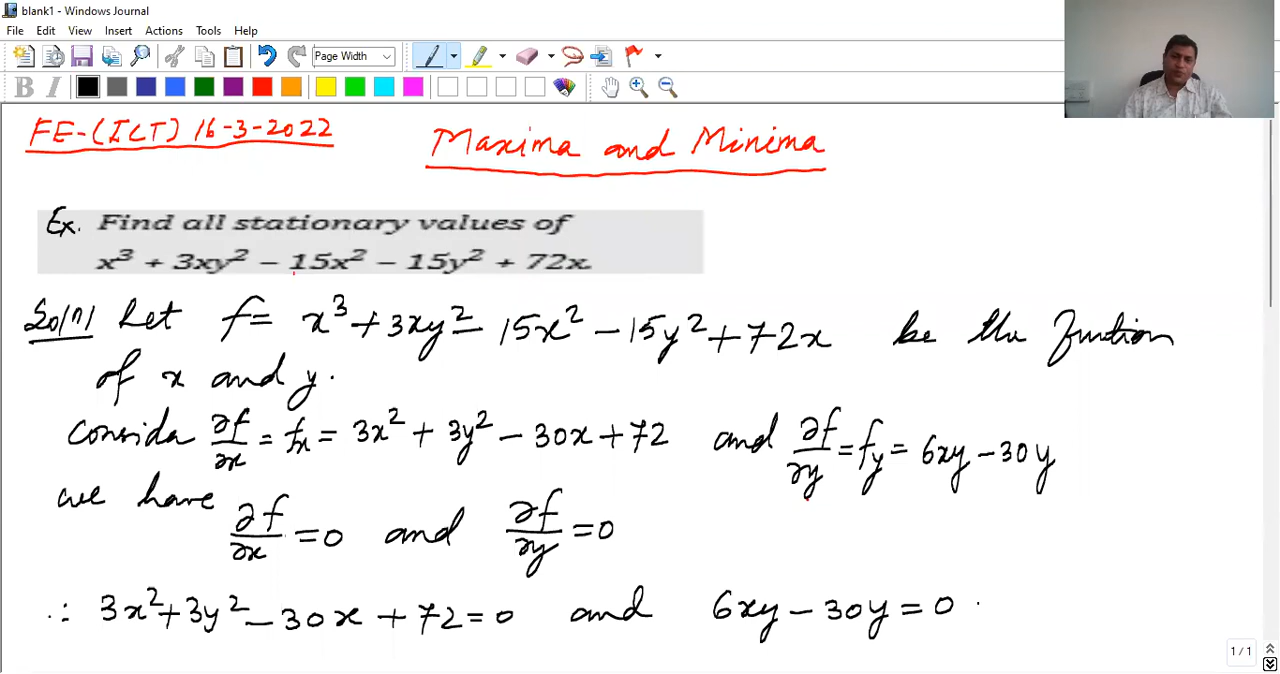 blank1 - Windows Journal
File Edit View Insert Actions Tools Help
Page Width
B I
FE-(ICT) 16-3-2022 Maxima and Minima
Ex. Find all stationary values of
x³ + 3xy² − 15x² − 15y² + 72x.
Sol(n) Let f = x³ + 3xy² − 15x² − 15y² + 72x be the function
of x and y.
Consider ∂f/∂x = fx = 3x² + 3y² − 30x + 72 and ∂f/∂y = fy = 6xy − 30y
we have ∂f/∂x = 0 and ∂f/∂y = 0
∴ 3x² + 3y² − 30x + 72 = 0 and 6xy − 30y = 0
1 / 1